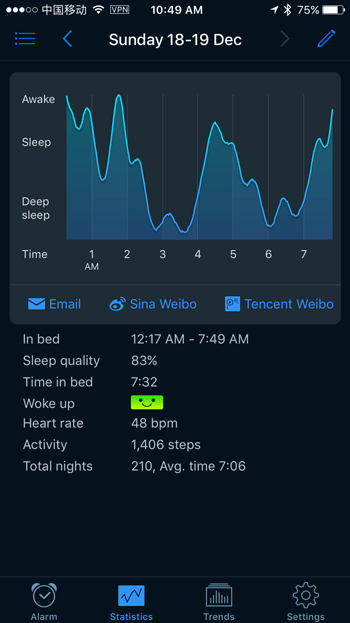 中国移动 VPN 10:49 AM 75%
Sunday 18-19 Dec
Awake
Sleep
Deep
sleep
Time 1 2 3 4 5 6 7
AM
Email Sina Weibo Tencent Weibo
In bed 12:17 AM - 7:49 AM
Sleep quality 83%
Time in bed 7:32
Woke up
Heart rate 48 bpm
Activity 1,406 steps
Total nights 210, Avg. time 7:06
Alarm Statistics Trends Settings